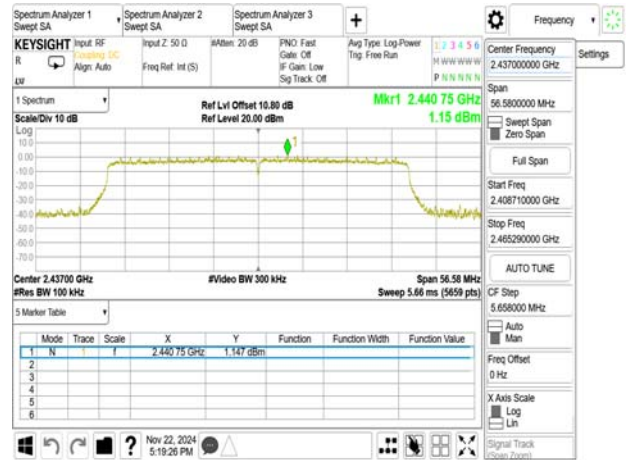 Spectrum Analyzer 1
Swept SA
Spectrum Analyzer 2
Swept SA
Spectrum Analyzer 3
Swept SA
+
Frequency
KEYSIGHT
R
Input: RF
Coupling: DC
Align: Auto
Input Z: 50 Ω
Freq Ref: Int (S)
#Atten: 20 dB
PNO: Fast
Gate: Off
IF Gain: Low
Sig Track: Off
Avg Type: Log-Power
Trig: Free Run
1 2 3 4 5 6
M W W W W W
P N N N N N
1 Spectrum
Scale/Div 10 dB
Ref Lvl Offset 10.80 dB
Ref Level 20.00 dBm
Mkr1 2.440 75 GHz
1.15 dBm
Log
10.0
0.00
-10.0
-20.0
-30.0
-40.0
-50.0
-60.0
-70.0
1
Center 2.43700 GHz
#Res BW 100 kHz
#Video BW 300 kHz
Span 56.58 MHz
Sweep 5.66 ms (5659 pts)
5 Marker Table
Mode Trace Scale X Y Function Function Width Function Value
1 N 1 f 2.440 75 GHz 1.147 dBm
2
3
4
5
6
Nov 22, 2024
5:19:26 PM
Center Frequency
2.437000000 GHz
Settings
Span
56.5800000 MHz
Swept Span
Zero Span
Full Span
Start Freq
2.408710000 GHz
Stop Freq
2.465290000 GHz
AUTO TUNE
CF Step
5.658000 MHz
Auto
Man
Freq Offset
0 Hz
X Axis Scale
Log
Lin
Signal Track
(Span Zoom)